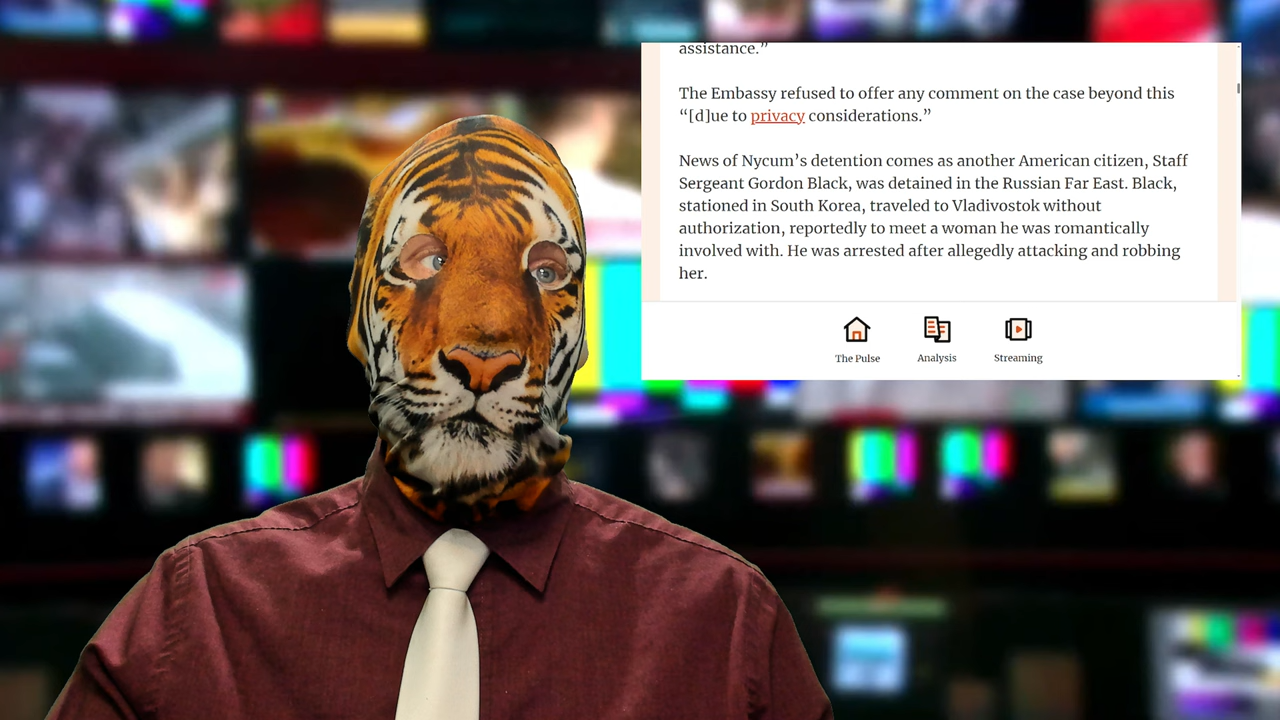 assistance.”
The Embassy refused to offer any comment on the case beyond this
“[d]ue to privacy considerations.”
News of Nycum’s detention comes as another American citizen, Staff
Sergeant Gordon Black, was detained in the Russian Far East. Black,
stationed in South Korea, traveled to Vladivostok without
authorization, reportedly to meet a woman he was romantically
involved with. He was arrested after allegedly attacking and robbing
her.
The Pulse
Analysis
Streaming